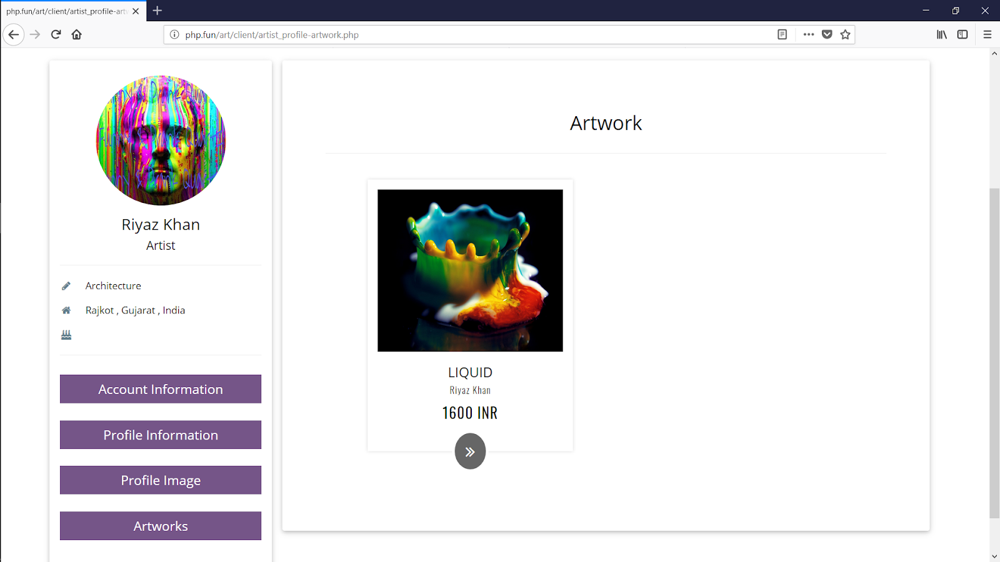 php.fun/art/client/artist_profile-artw
php.fun/art/client/artist_profile-artwork.php
Riyaz Khan
Artist
Architecture
Rajkot , Gujarat , India
Account Information
Profile Information
Profile Image
Artworks
Artwork
LIQUID
Riyaz Khan
1600 INR